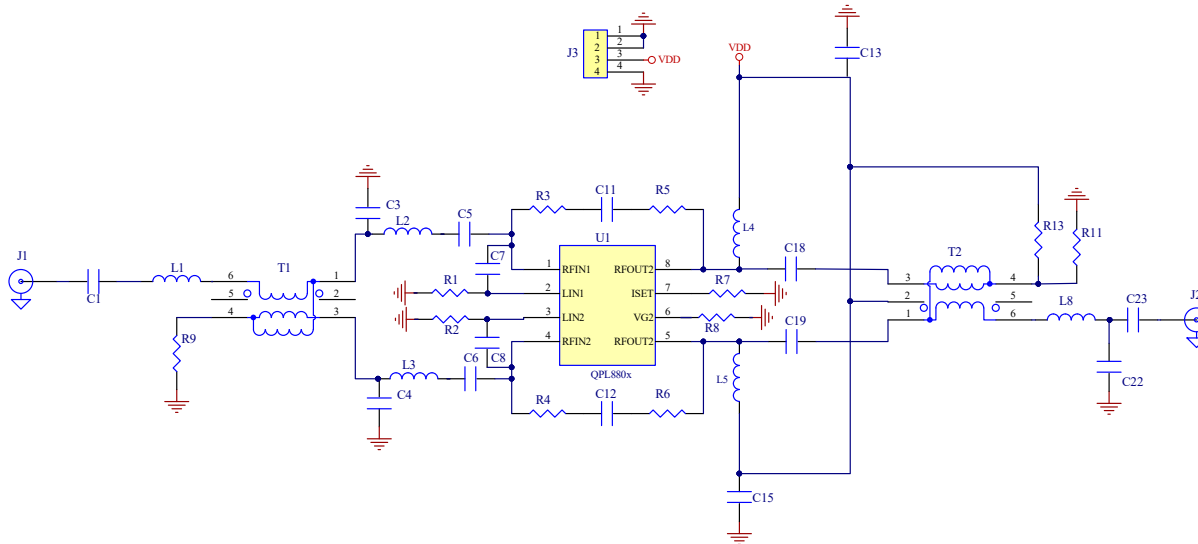 J3
1
2
3
4
1
2
3
4
VDD
VDD
C13
J1
C1
L1
6
5
4
T1
1
2
3
R9
C3
L2
C5
C4
L3
C6
R3
C11
R5
C7
R1
R2
C8
U1
1
2
3
4
RFIN1
LIN1
LIN2
RFIN2
RFOUT2
ISET
VG2
RFOUT2
8
7
6
5
QPL880x
R4
C12
R6
R7
R8
L4
L5
C18
C19
C15
T2
3
2
1
4
5
6
R13
R11
L8
C23
C22
J2